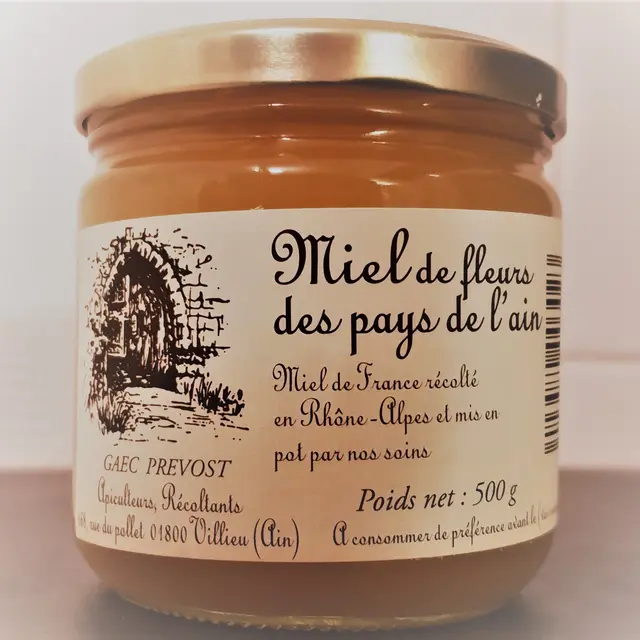 Miel de fleurs
des pays de l'ain
Miel de France récolté
en Rhône-Alpes et mis en
pot par nos soins
GAEC PREVOST
Apiculteurs, Récoltants
rue du pollet 01800 Villieu (Ain)
Poids net : 500 g
A consommer de préférence avant le